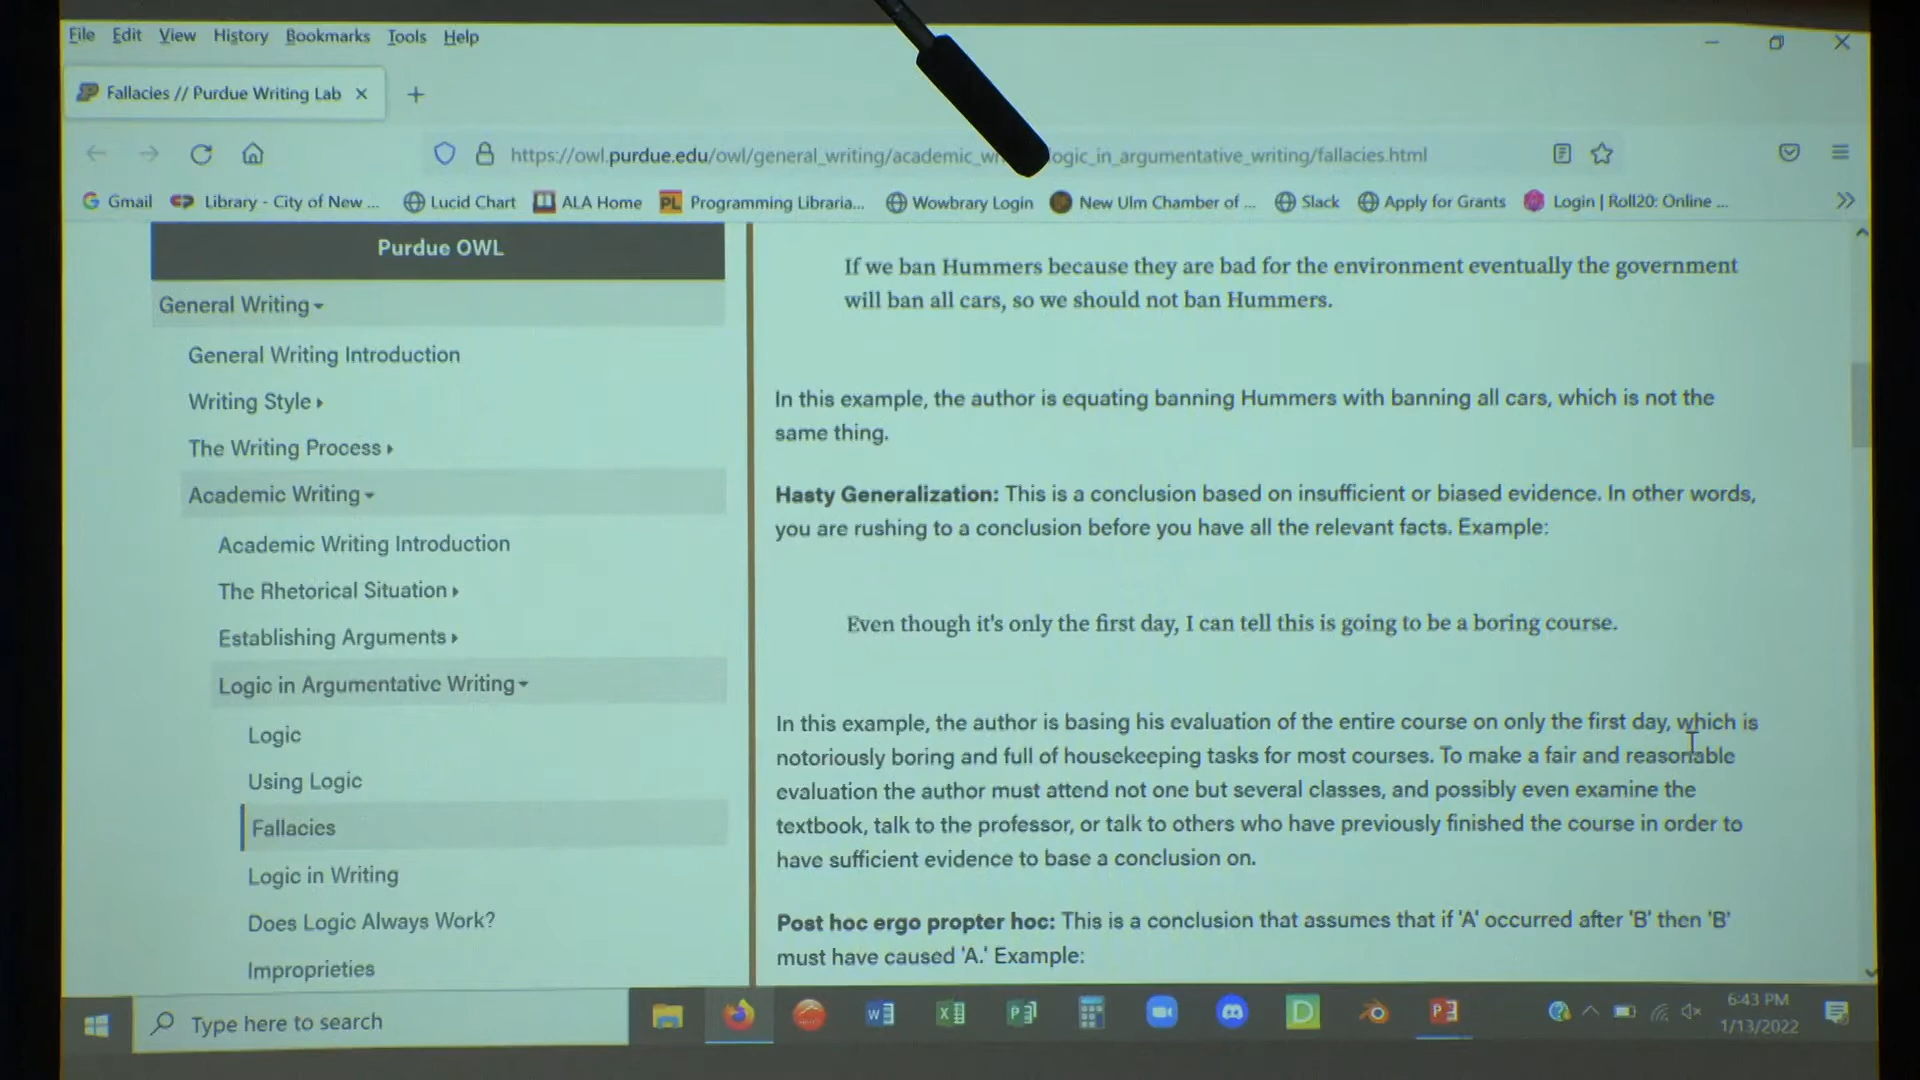 File Edit View History Bookmarks Tools Help
Fallacies // Purdue Writing Lab
https://owl.purdue.edu/owl/general_writing/academic_wr ogic_in_argumentative_writing/fallacies.html
Gmail Library - City of New ... Lucid Chart ALA Home PL Programming Libraria... Wowbrary Login New Ulm Chamber of ... Slack Apply for Grants Login | Roll20: Online ...
Purdue OWL
General Writing
General Writing Introduction
Writing Style
The Writing Process
Academic Writing
Academic Writing Introduction
The Rhetorical Situation
Establishing Arguments
Logic in Argumentative Writing
Logic
Using Logic
Fallacies
Logic in Writing
Does Logic Always Work?
Improprieties
If we ban Hummers because they are bad for the environment eventually the government
will ban all cars, so we should not ban Hummers.
In this example, the author is equating banning Hummers with banning all cars, which is not the
same thing.
Hasty Generalization: This is a conclusion based on insufficient or biased evidence. In other words,
you are rushing to a conclusion before you have all the relevant facts. Example:
Even though it's only the first day, I can tell this is going to be a boring course.
In this example, the author is basing his evaluation of the entire course on only the first day, which is
notoriously boring and full of housekeeping tasks for most courses. To make a fair and reasonable
evaluation the author must attend not one but several classes, and possibly even examine the
textbook, talk to the professor, or talk to others who have previously finished the course in order to
have sufficient evidence to base a conclusion on.
Post hoc ergo propter hoc: This is a conclusion that assumes that if 'A' occurred after 'B' then 'B'
must have caused 'A.' Example:
Type here to search
6:43 PM
1/13/2022